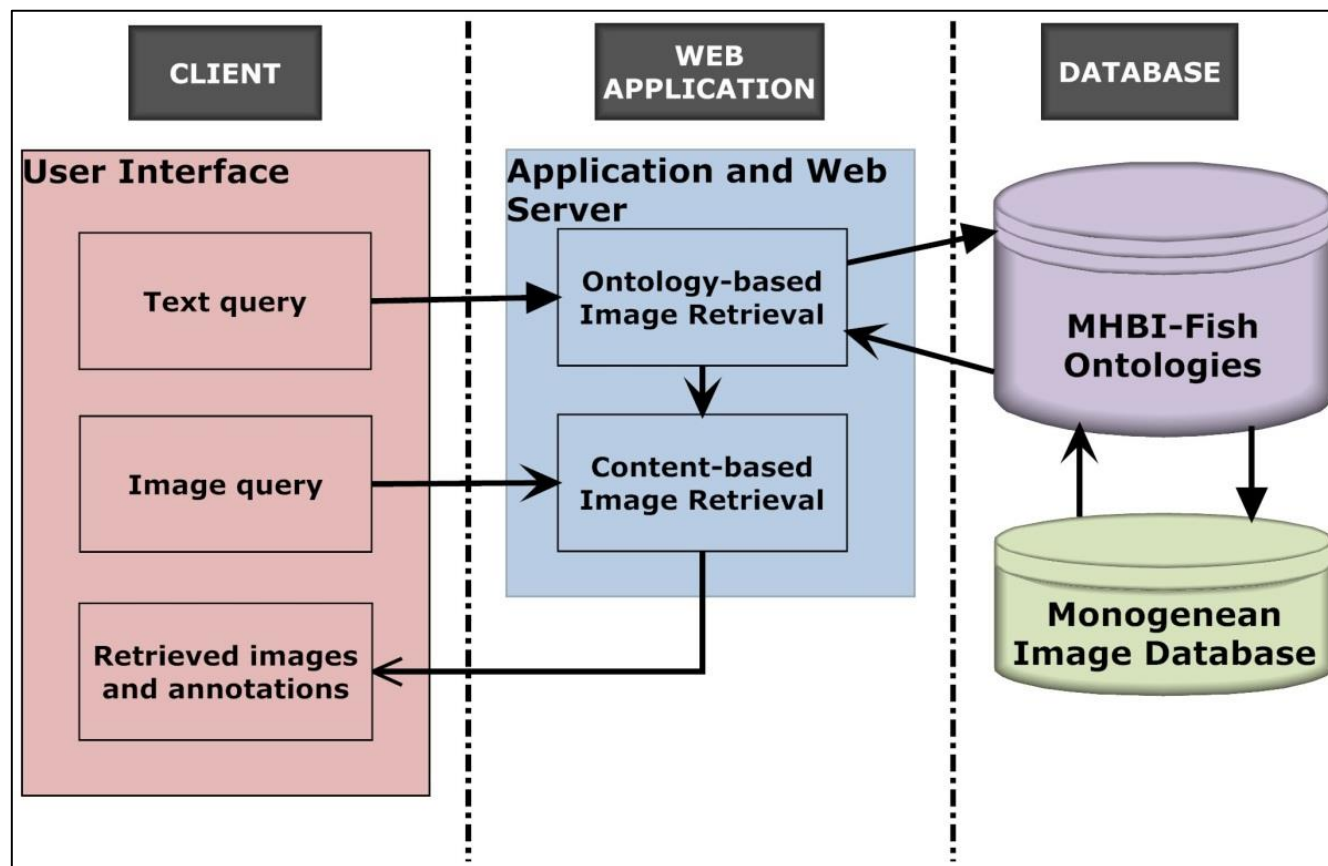 CLIENT
WEB
APPLICATION
DATABASE
User Interface
Text query
Image query
Retrieved images
and annotations
Application and Web
Server
Ontology-based
Image Retrieval
Content-based
Image Retrieval
MHBI-Fish
Ontologies
Monogenean
Image Database